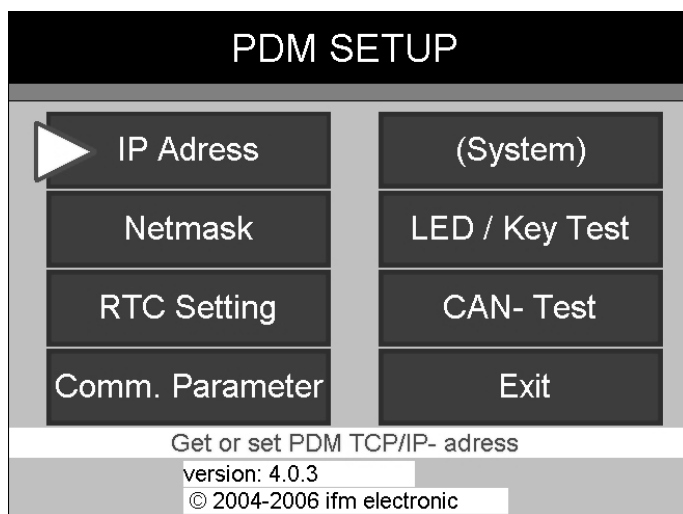 PDM SETUP
IP Adress
(System)
Netmask
LED / Key Test
RTC Setting
CAN- Test
Comm. Parameter
Exit
Get or set PDM TCP/IP- adress
version: 4.0.3
© 2004-2006 ifm electronic